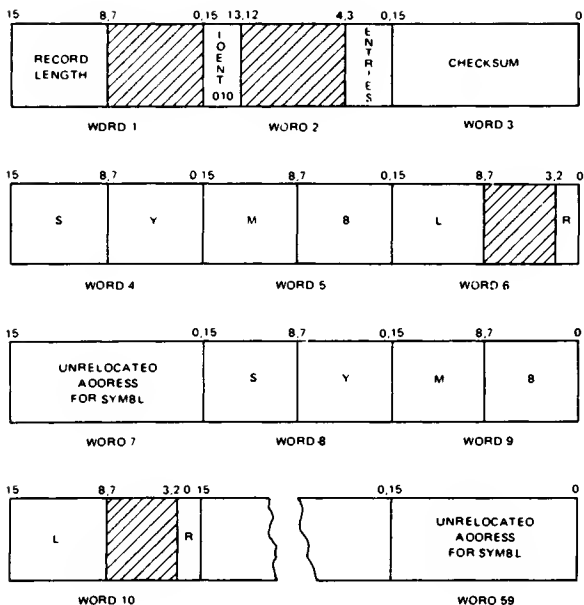 15 8,7 0,15 13,12 4,3 0,15 0
RECORD LENGTH
IDENT 010
ENTRIES
CHECKSUM
WORD 1 WORD 2 WORD 3
15 8,7 0,15 8,7 0,15 8,7 3,2 0
S Y M B L R
WORD 4 WORD 5 WORD 6
15 0,15 8,7 0,15 8,7 0
UNRELOCATED
ADDRESS
FOR SYMBL
S Y M B
WORD 7 WORD 8 WORD 9
15 8,7 3,2 0 15 0,15 0
L R
UNRELOCATED
ADDRESS
FOR SYMBL
WORD 10 WORD 59